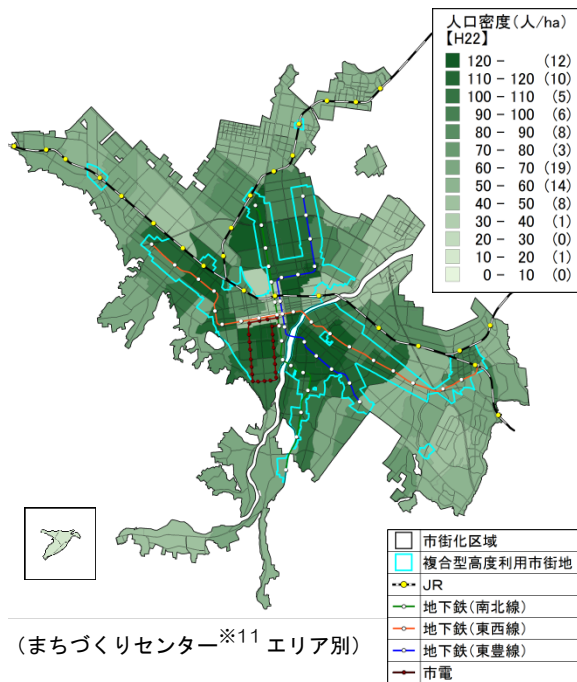 人口密度(人/ha)
【H22】
120 - (12)
110 - 120 (10)
100 - 110 (5)
90 - 100 (6)
80 - 90 (8)
70 - 80 (3)
60 - 70 (19)
50 - 60 (14)
40 - 50 (8)
30 - 40 (1)
20 - 30 (0)
10 - 20 (1)
0 - 10 (0)
市街化区域
複合型高度利用市街地
JR
地下鉄(南北線)
地下鉄(東西線)
地下鉄(東豊線)
市電
(まちづくりセンター※11 エリア別)